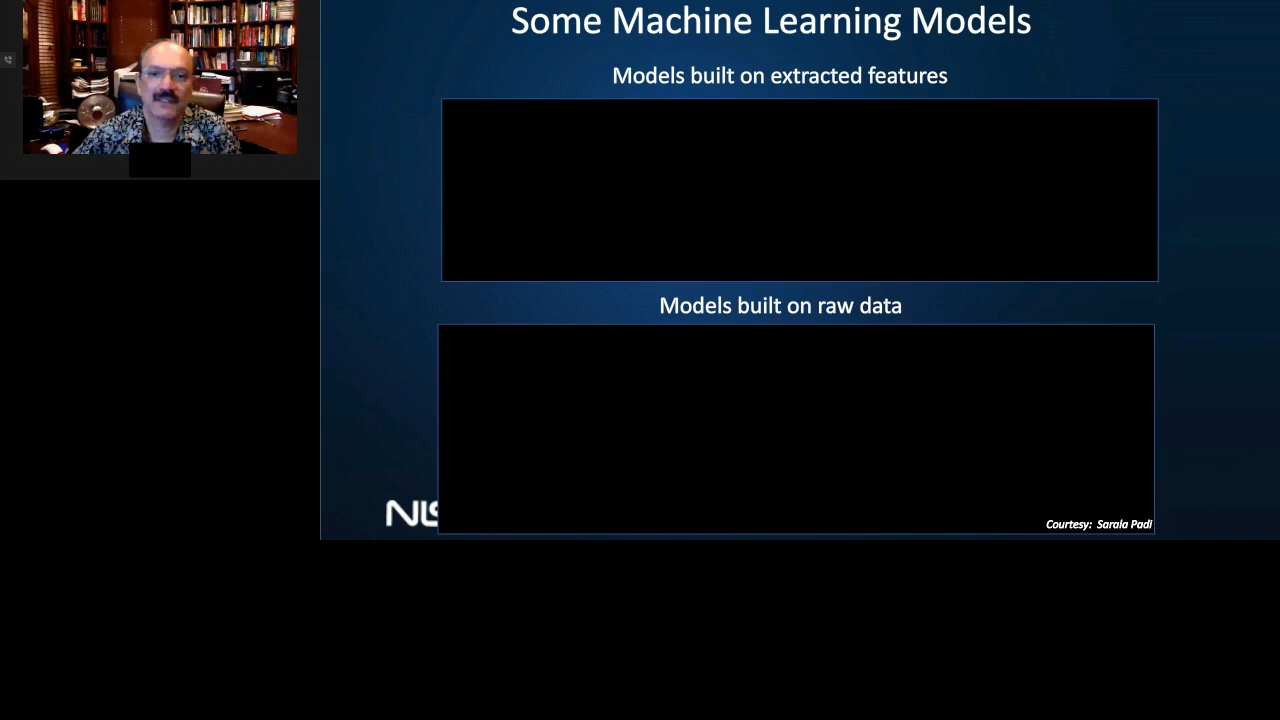 Some Machine Learning Models
Models built on extracted features
Models built on raw data
Courtesy: Sarala Padi